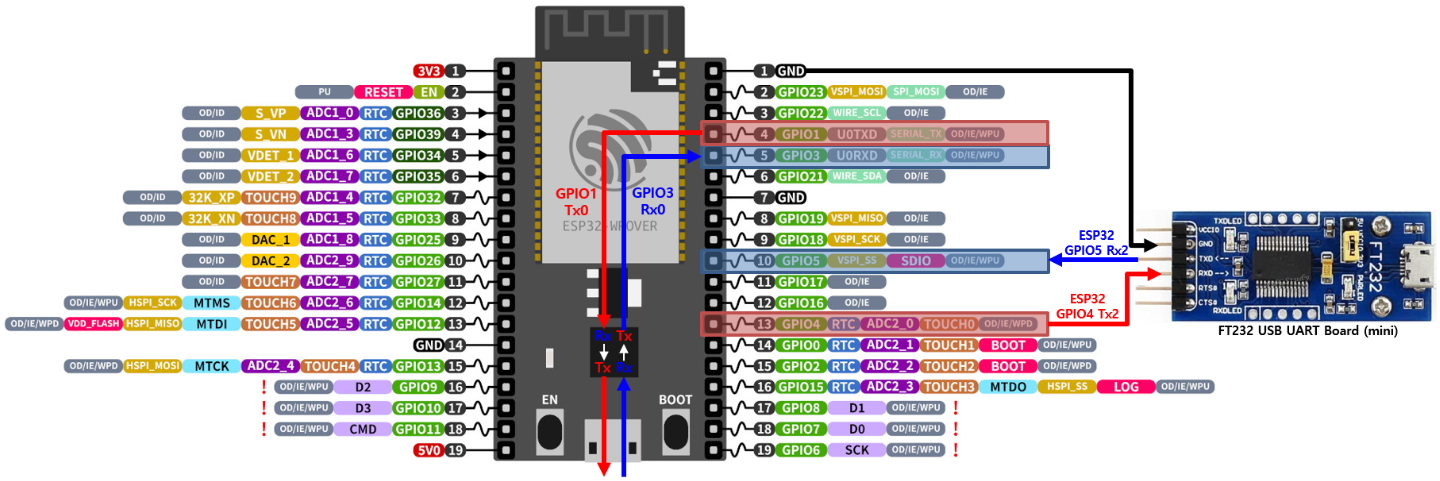 3V3 1
PU RESET EN 2
OD/ID S_VP ADC1_0 RTC GPIO36 3
OD/ID S_VN ADC1_3 RTC GPIO39 4
OD/ID VDET_1 ADC1_6 RTC GPIO34 5
OD/ID VDET_2 ADC1_7 RTC GPIO35 6
OD/ID 32K_XP TOUCH9 ADC1_4 RTC GPIO32 7
OD/ID 32K_XN TOUCH8 ADC1_5 RTC GPIO33 8
OD/ID DAC_1 ADC1_8 RTC GPIO25 9
OD/ID DAC_2 ADC2_9 RTC GPIO26 10
OD/ID TOUCH7 ADC2_7 RTC GPIO27 11
OD/IE/WPU HSPI_SCK MTMS TOUCH6 ADC2_6 RTC GPIO14 12
OD/IE/WPD VDD_FLASH HSPI_MISO MTDI TOUCH5 ADC2_5 RTC GPIO12 13
GND 14
OD/IE/WPD HSPI_MOSI MTCK ADC2_4 TOUCH4 RTC GPIO13 15
! OD/IE/WPU D2 GPIO9 16
! OD/IE/WPU D3 GPIO10 17
! OD/IE/WPU CMD GPIO11 18
5V0 19
GPIO1
Tx0
GPIO3
Rx0
ESP32-WROVER
Rx Tx
Tx Rx
EN
BOOT
1 GND
2 GPIO23 VSPI_MOSI SPI_MOSI OD/IE
3 GPIO22 WIRE_SCL OD/IE
4 GPIO1 U0TXD SERIAL_TX OD/IE/WPU
5 GPIO3 U0RXD SERIAL_RX OD/IE/WPU
6 GPIO21 WIRE_SDA OD/IE
7 GND
8 GPIO19 VSPI_MISO OD/IE
9 GPIO18 VSPI_SCK OD/IE
10 GPIO5 VSPI_SS SDIO OD/IE/WPU
11 GPIO17 OD/IE
12 GPIO16 OD/IE
13 GPIO4 RTC ADC2_0 TOUCH0 OD/IE/WPD
14 GPIO0 RTC ADC2_1 TOUCH1 BOOT OD/IE/WPU
15 GPIO2 RTC ADC2_2 TOUCH2 BOOT OD/IE/WPD
16 GPIO15 RTC ADC2_3 TOUCH3 MTDO HSPI_SS LOG OD/IE/WPU
17 GPIO8 D1 OD/IE/WPU !
18 GPIO7 D0 OD/IE/WPU !
19 GPIO6 SCK OD/IE/WPU !
ESP32
GPIO5 Rx2
ESP32
GPIO4 Tx2
TXDLED
VCCIO
GND
TXD <--
RXD -->
RTS#
CTS#
RXDLED
5V VCCIO 3V3
PWRLED
FT232
FT232 USB UART Board (mini)